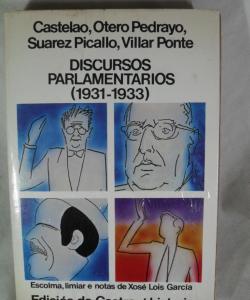 Castelao, Otero Pedrayo,
Suarez Picallo, Villar Ponte
DISCURSOS
PARLAMENTARIOS
(1931-1933)
Escolma, limiar e notas de Xosé Lois García